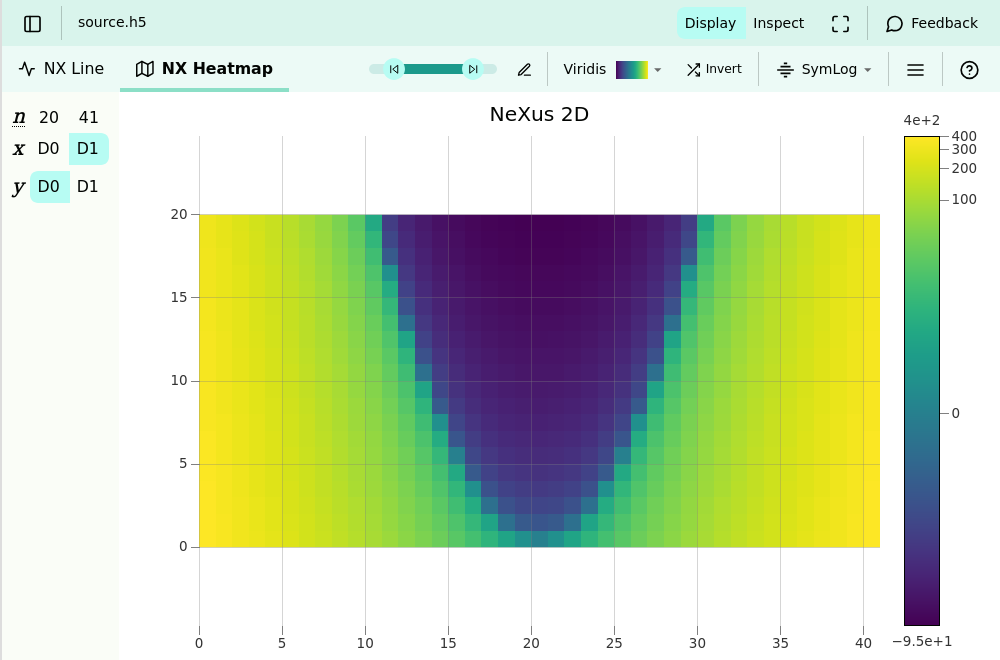 source.h5
Display
Inspect
Feedback
NX Line
NX Heatmap
Viridis
Invert
SymLog
n 20 41
x D0 D1
y D0 D1
NeXus 2D
4e+2
400
300
200
100
0
−9.5e+1
20
15
10
5
0
0 5 10 15 20 25 30 35 40